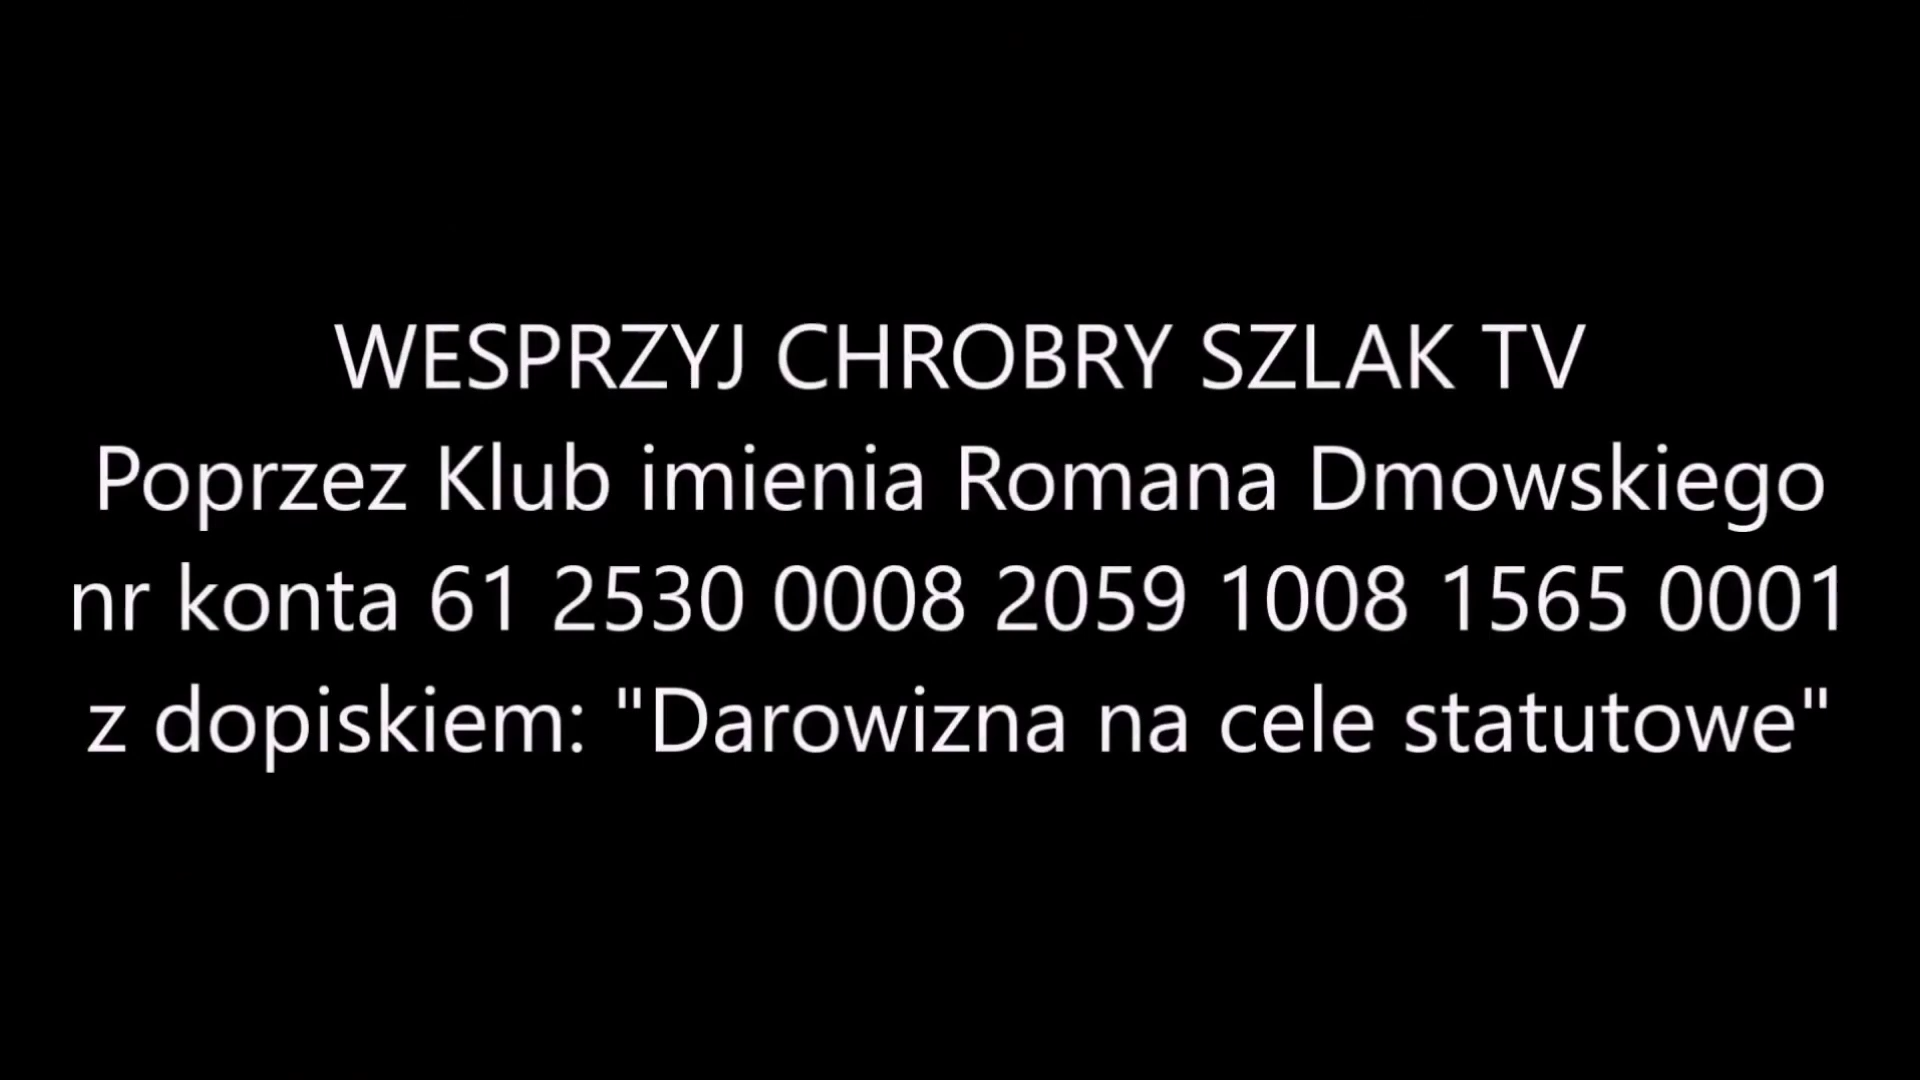 WESPRZYJ CHROBRY SZLAK TV
Poprzez Klub imienia Romana Dmowskiego
nr konta 61 2530 0008 2059 1008 1565 0001
z dopiskiem: "Darowizna na cele statutowe"